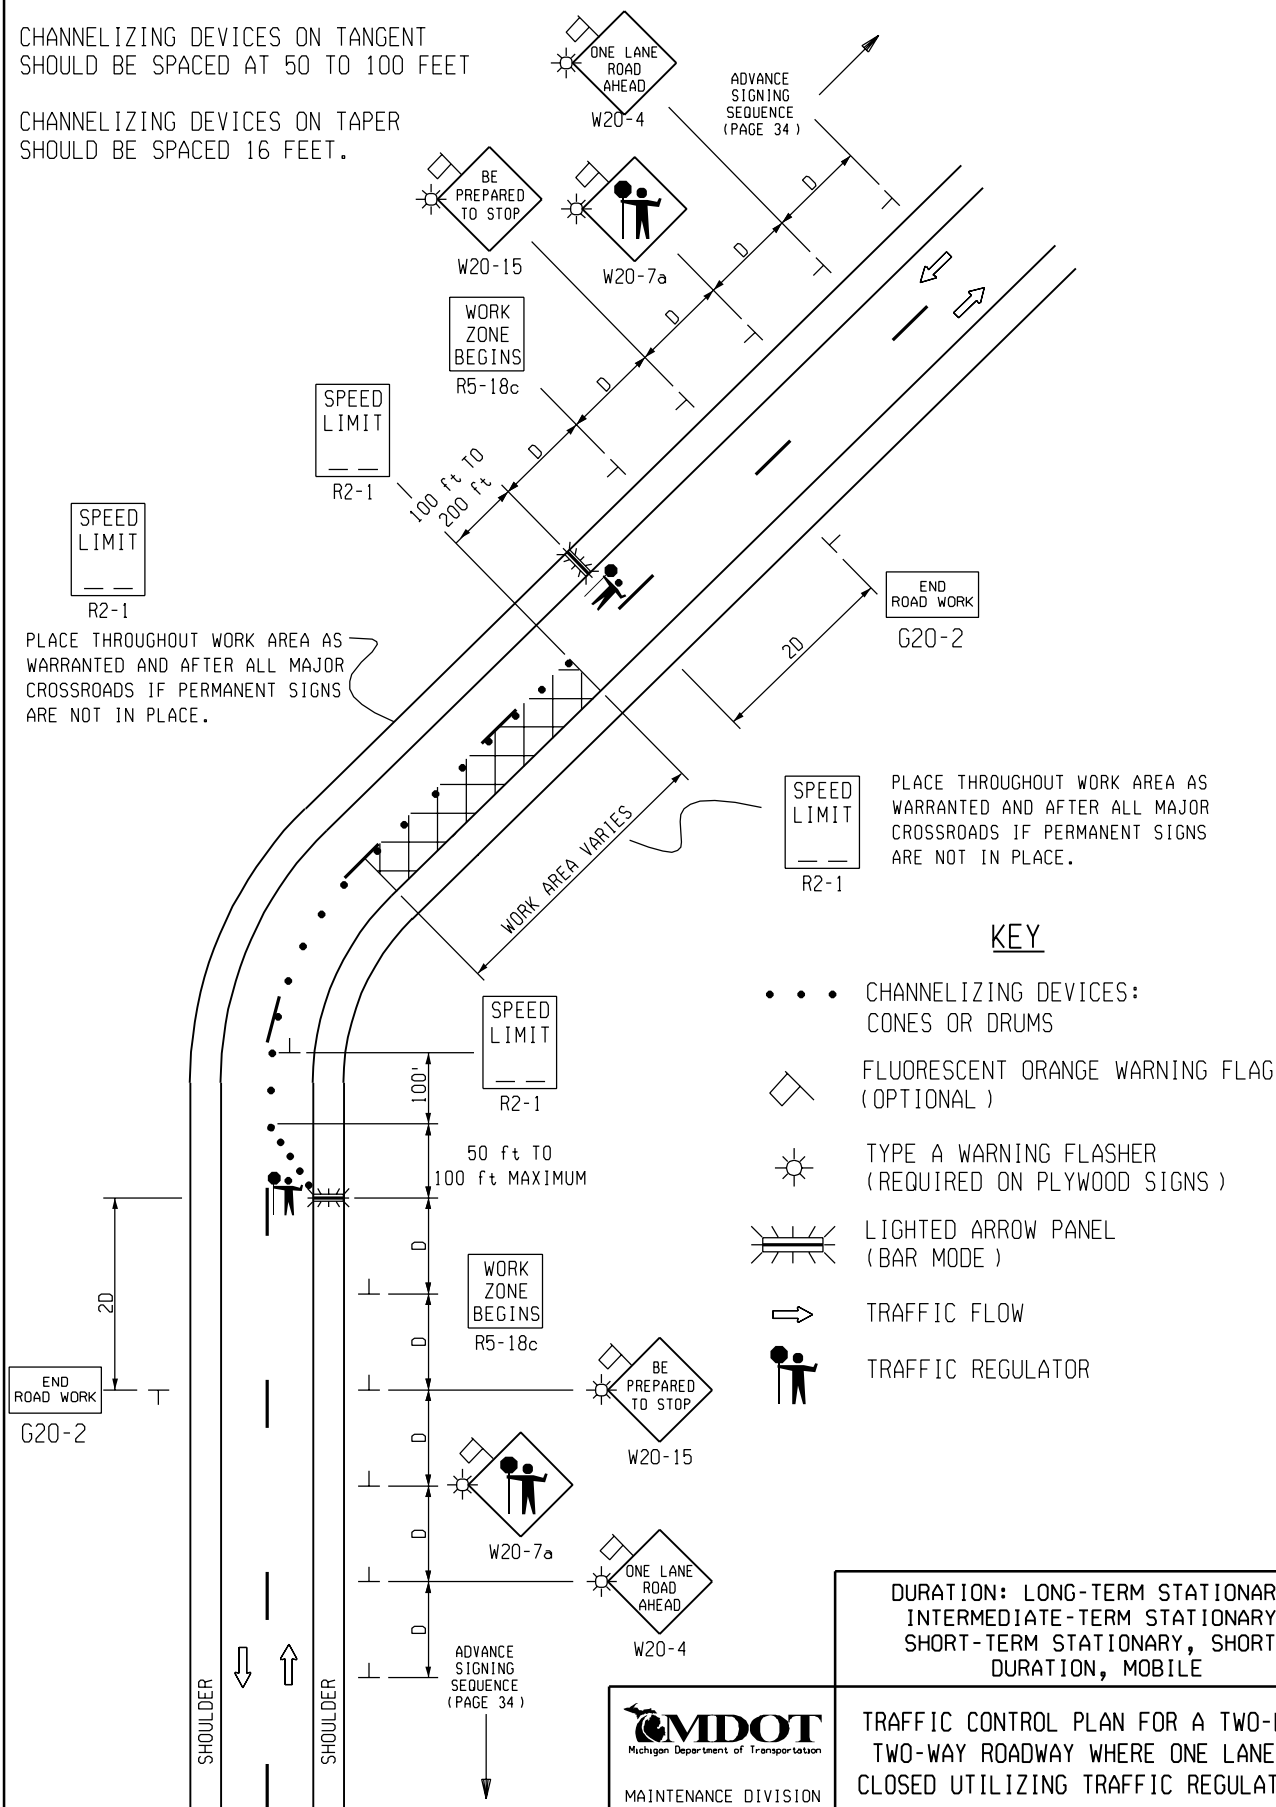 CHANNELIZING DEVICES ON TANGENT
SHOULD BE SPACED AT 50 TO 100 FEET
CHANNELIZING DEVICES ON TAPER
SHOULD BE SPACED 16 FEET.
ONE LANE
ROAD
AHEAD
W20-4
ADVANCE
SIGNING
SEQUENCE
(PAGE 34)
BE
PREPARED
TO STOP
W20-15
W20-7a
D
D
D
D
D
WORK
ZONE
BEGINS
R5-18c
SPEED
LIMIT
__ __
R2-1
100 ft TO
200 ft
SPEED
LIMIT
__ __
R2-1
PLACE THROUGHOUT WORK AREA AS
WARRANTED AND AFTER ALL MAJOR
CROSSROADS IF PERMANENT SIGNS
ARE NOT IN PLACE.
END
ROAD WORK
G20-2
2D
WORK AREA VARIES
SPEED
LIMIT
__ __
R2-1
PLACE THROUGHOUT WORK AREA AS
WARRANTED AND AFTER ALL MAJOR
CROSSROADS IF PERMANENT SIGNS
ARE NOT IN PLACE.
KEY
CHANNELIZING DEVICES:
CONES OR DRUMS
FLUORESCENT ORANGE WARNING FLAG
(OPTIONAL)
TYPE A WARNING FLASHER
(REQUIRED ON PLYWOOD SIGNS)
LIGHTED ARROW PANEL
(BAR MODE)
TRAFFIC FLOW
TRAFFIC REGULATOR
SPEED
LIMIT
__ __
R2-1
100'
50 ft TO
100 ft MAXIMUM
2D
END
ROAD WORK
G20-2
D
D
D
D
D
WORK
ZONE
BEGINS
R5-18c
BE
PREPARED
TO STOP
W20-15
W20-7a
ONE LANE
ROAD
AHEAD
W20-4
ADVANCE
SIGNING
SEQUENCE
(PAGE 34)
SHOULDER
SHOULDER
DURATION: LONG-TERM STATIONAR
INTERMEDIATE-TERM STATIONARY
SHORT-TERM STATIONARY, SHORT
DURATION, MOBILE
MDOT
Michigan Department of Transportation
MAINTENANCE DIVISION
TRAFFIC CONTROL PLAN FOR A TWO-
TWO-WAY ROADWAY WHERE ONE LANE
CLOSED UTILIZING TRAFFIC REGULAT